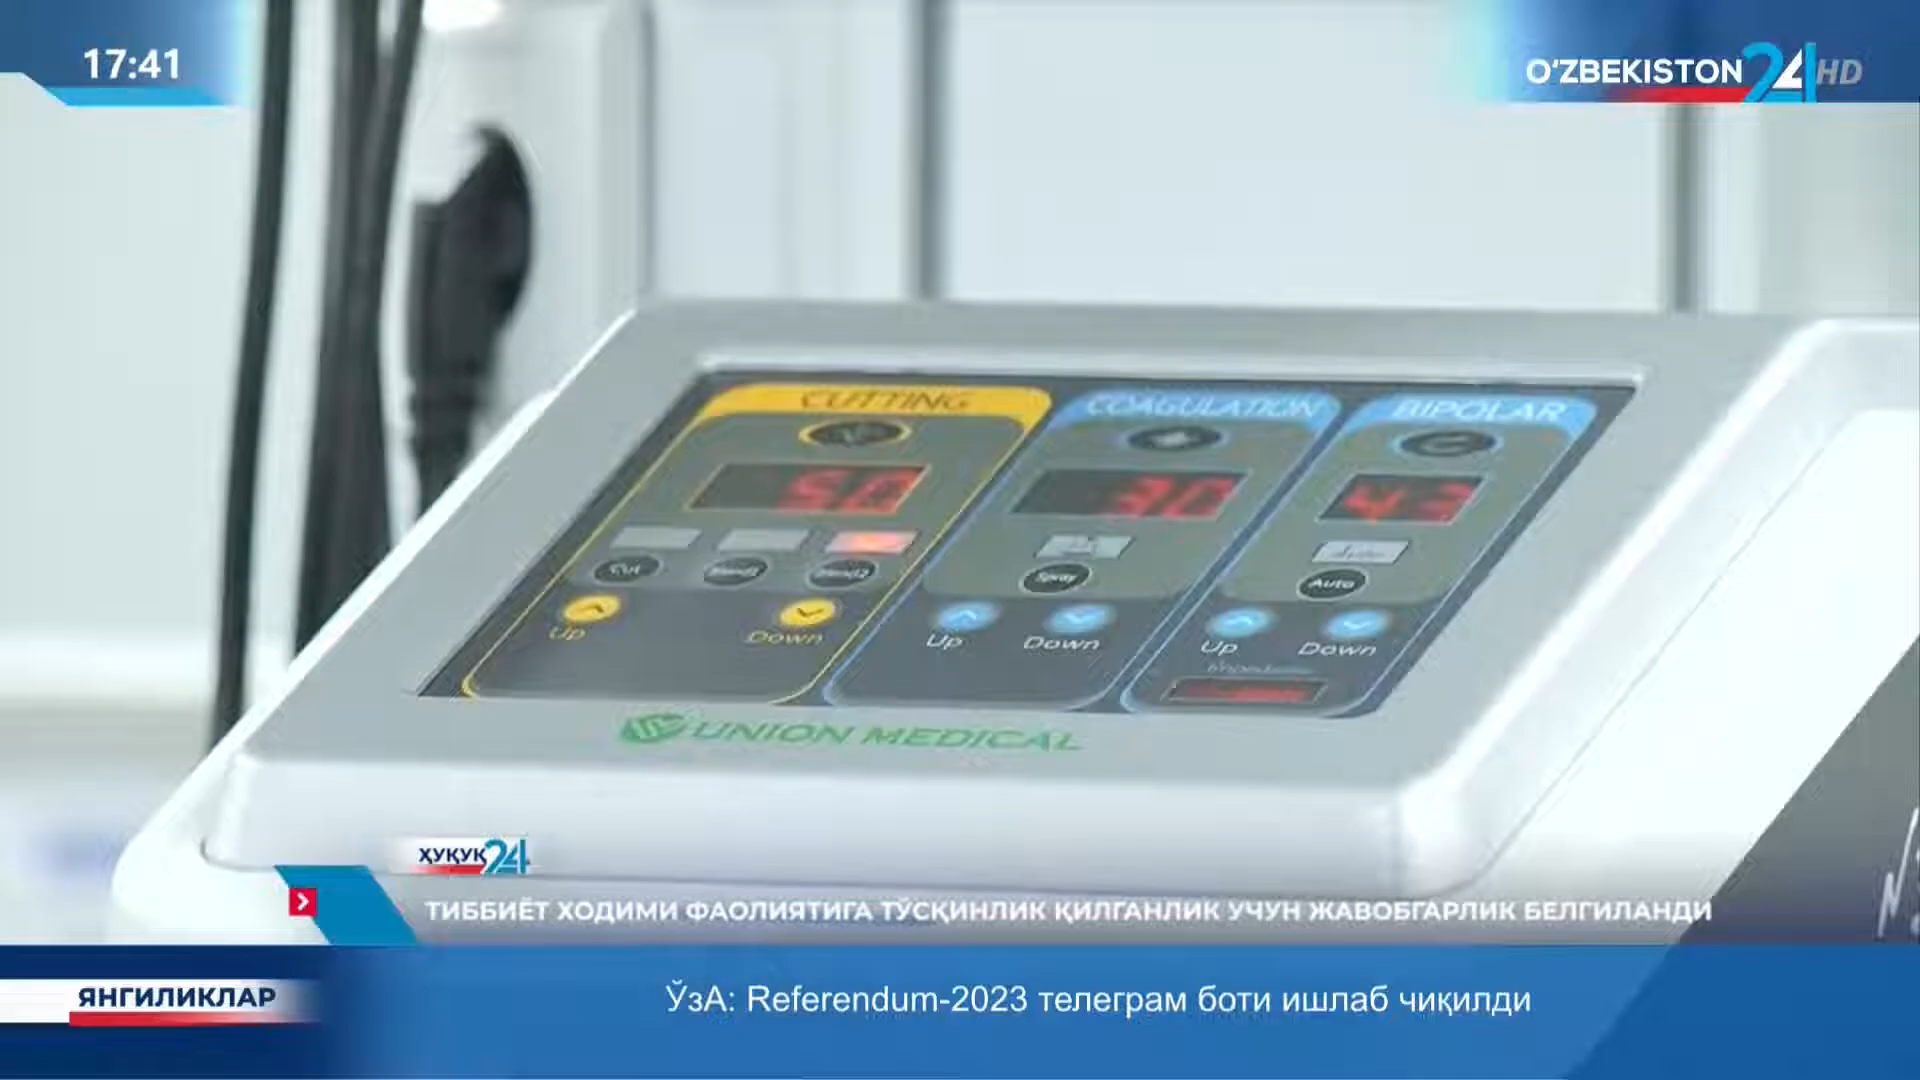 17:41
O‘ZBEKISTON 24 HD
CUTTING
COAGULATION
BIPOLAR
50
30
43
Cut
Blend1
Blend2
Spray
Auto
Up
Down
Up
Down
Up
Down
UNION MEDICAL
ҲУҚУҚ 24
ТИББИЁТ ХОДИМИ ФАОЛИЯТИГА ТЎСҚИНЛИК ҚИЛГАНЛИК УЧУН ЖАВОБГАРЛИК БЕЛГИЛАНДИ
ЯНГИЛИКЛАР
ЎзА: Referendum-2023 телеграм боти ишлаб чиқилди